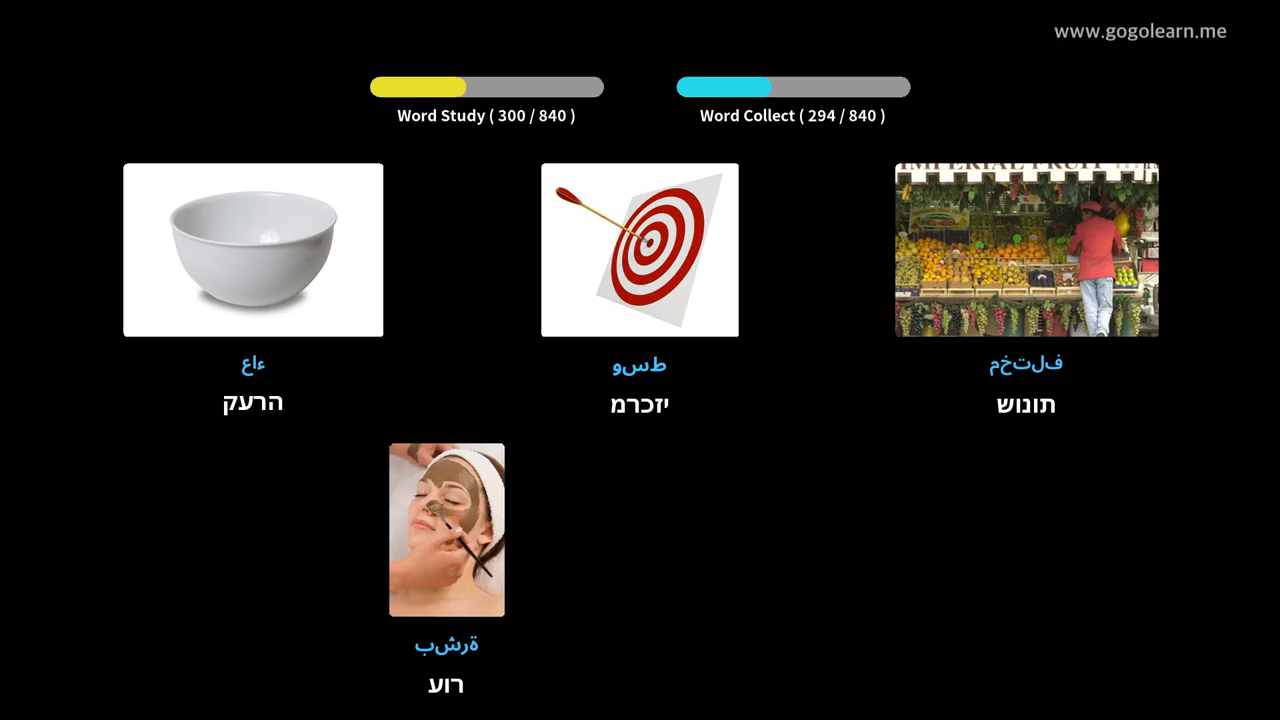 www.gogolearn.me
Word Study ( 300 / 840 )
Word Collect ( 294 / 840 )
ءاع
הרעק
طسو
יזכרמ
فلتخم
תונוש
ةرشب
רוע